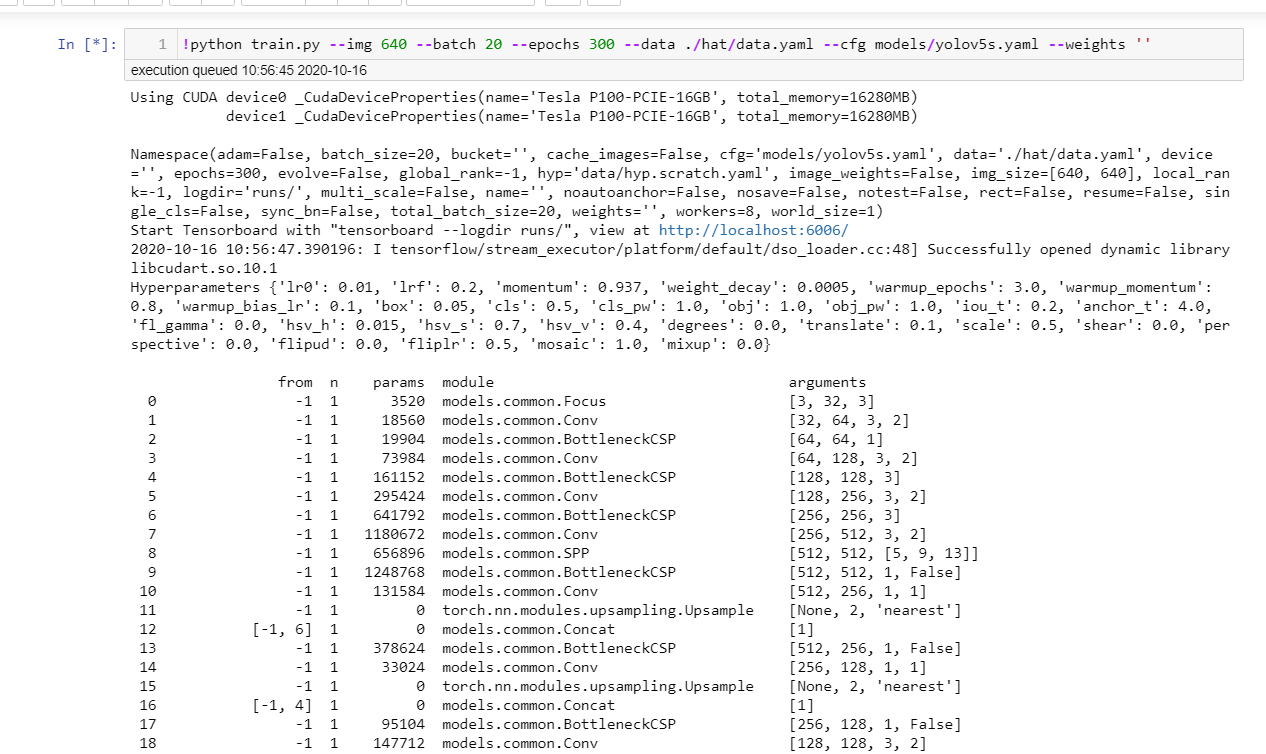 In [*]: 1 !python train.py --img 640 --batch 20 --epochs 300 --data ./hat/data.yaml --cfg models/yolov5s.yaml --weights ''
execution queued 10:56:45 2020-10-16
Using CUDA device0 _CudaDeviceProperties(name='Tesla P100-PCIE-16GB', total_memory=16280MB)
device1 _CudaDeviceProperties(name='Tesla P100-PCIE-16GB', total_memory=16280MB)
Namespace(adam=False, batch_size=20, bucket='', cache_images=False, cfg='models/yolov5s.yaml', data='./hat/data.yaml', device
='', epochs=300, evolve=False, global_rank=-1, hyp='data/hyp.scratch.yaml', image_weights=False, img_size=[640, 640], local_ran
k=-1, logdir='runs/', multi_scale=False, name='', noautoanchor=False, nosave=False, notest=False, rect=False, resume=False, sin
gle_cls=False, sync_bn=False, total_batch_size=20, weights='', workers=8, world_size=1)
Start Tensorboard with "tensorboard --logdir runs/", view at http://localhost:6006/
2020-10-16 10:56:47.390196: I tensorflow/stream_executor/platform/default/dso_loader.cc:48] Successfully opened dynamic library
libcudart.so.10.1
Hyperparameters {'lr0': 0.01, 'lrf': 0.2, 'momentum': 0.937, 'weight_decay': 0.0005, 'warmup_epochs': 3.0, 'warmup_momentum':
0.8, 'warmup_bias_lr': 0.1, 'box': 0.05, 'cls': 0.5, 'cls_pw': 1.0, 'obj': 1.0, 'obj_pw': 1.0, 'iou_t': 0.2, 'anchor_t': 4.0,
'fl_gamma': 0.0, 'hsv_h': 0.015, 'hsv_s': 0.7, 'hsv_v': 0.4, 'degrees': 0.0, 'translate': 0.1, 'scale': 0.5, 'shear': 0.0, 'per
spective': 0.0, 'flipud': 0.0, 'fliplr': 0.5, 'mosaic': 1.0, 'mixup': 0.0}
from n params module arguments
0 -1 1 3520 models.common.Focus [3, 32, 3]
1 -1 1 18560 models.common.Conv [32, 64, 3, 2]
2 -1 1 19904 models.common.BottleneckCSP [64, 64, 1]
3 -1 1 73984 models.common.Conv [64, 128, 3, 2]
4 -1 1 161152 models.common.BottleneckCSP [128, 128, 3]
5 -1 1 295424 models.common.Conv [128, 256, 3, 2]
6 -1 1 641792 models.common.BottleneckCSP [256, 256, 3]
7 -1 1 1180672 models.common.Conv [256, 512, 3, 2]
8 -1 1 656896 models.common.SPP [512, 512, [5, 9, 13]]
9 -1 1 1248768 models.common.BottleneckCSP [512, 512, 1, False]
10 -1 1 131584 models.common.Conv [512, 256, 1, 1]
11 -1 1 0 torch.nn.modules.upsampling.Upsample [None, 2, 'nearest']
12 [-1, 6] 1 0 models.common.Concat [1]
13 -1 1 378624 models.common.BottleneckCSP [512, 256, 1, False]
14 -1 1 33024 models.common.Conv [256, 128, 1, 1]
15 -1 1 0 torch.nn.modules.upsampling.Upsample [None, 2, 'nearest']
16 [-1, 4] 1 0 models.common.Concat [1]
17 -1 1 95104 models.common.BottleneckCSP [256, 128, 1, False]
18 -1 1 147712 models.common.Conv [128, 128, 3, 2]